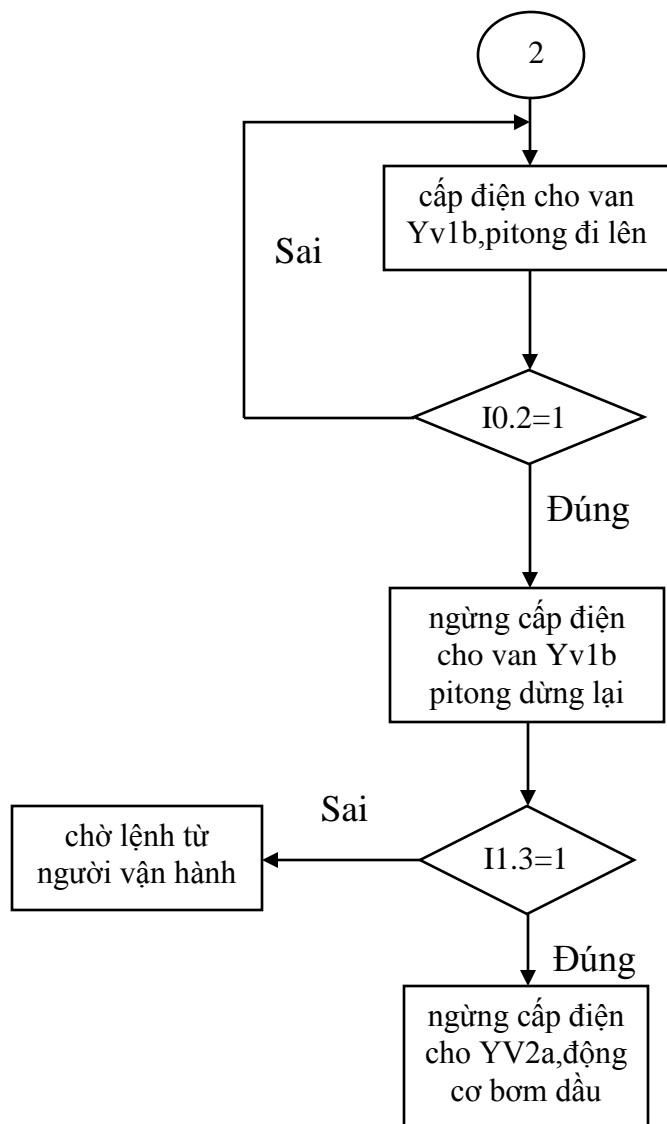 2
cấp điện cho van
Yv1b,pitong đi lên
Sai
I0.2=1
Đúng
ngừng cấp điện
cho van Yv1b
pitong dừng lại
Sai
chờ lệnh từ
người vận hành
I1.3=1
Đúng
ngừng cấp điện
cho YV2a,động
cơ bơm dầu